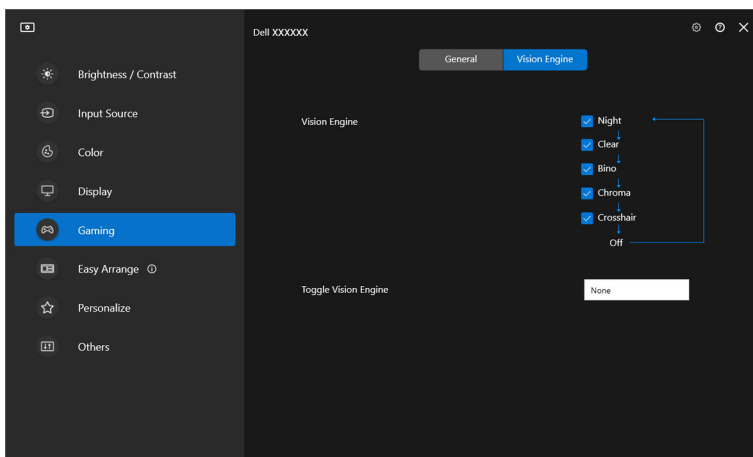 Dell XXXXXX
General
Vision Engine
Brightness / Contrast
Input Source
Color
Display
Gaming
Easy Arrange
Personalize
Others
Vision Engine
Night
Clear
Bino
Chroma
Crosshair
Off
Toggle Vision Engine
None